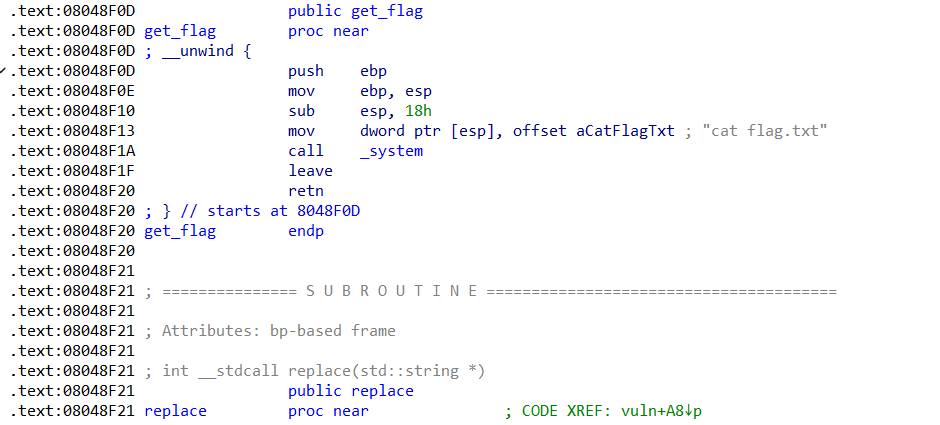 .text:08048F0D public get_flag
.text:08048F0D get_flag proc near
.text:08048F0D ; __unwind {
.text:08048F0D push ebp
.text:08048F0E mov ebp, esp
.text:08048F10 sub esp, 18h
.text:08048F13 mov dword ptr [esp], offset aCatFlagTxt ; "cat flag.txt"
.text:08048F1A call _system
.text:08048F1F leave
.text:08048F20 retn
.text:08048F20 ; } // starts at 8048F0D
.text:08048F20 get_flag endp
.text:08048F20
.text:08048F21
.text:08048F21 ; =============== S U B R O U T I N E =======================================
.text:08048F21
.text:08048F21 ; Attributes: bp-based frame
.text:08048F21
.text:08048F21 ; int __stdcall replace(std::string *)
.text:08048F21 public replace
.text:08048F21 replace proc near ; CODE XREF: vuln+A8↓p